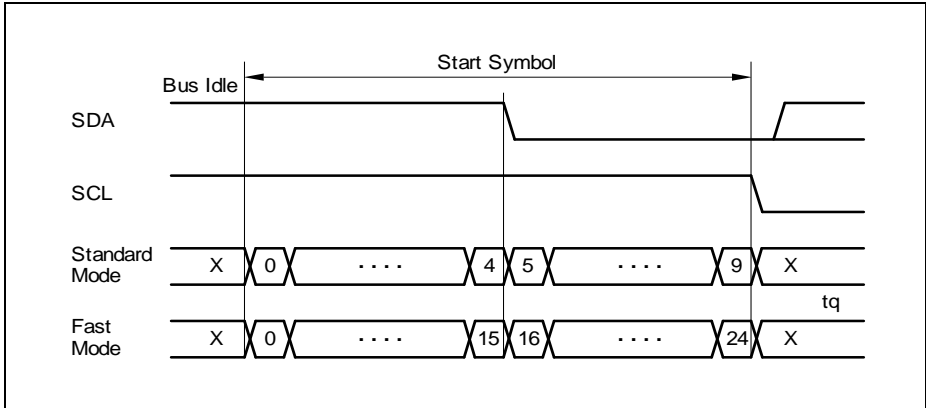 Start Symbol
Bus Idle
SDA
SCL
Standard
Mode
X 0 .... 4 5 .... 9 X
tq
Fast
Mode
X 0 .... 15 16 .... 24 X